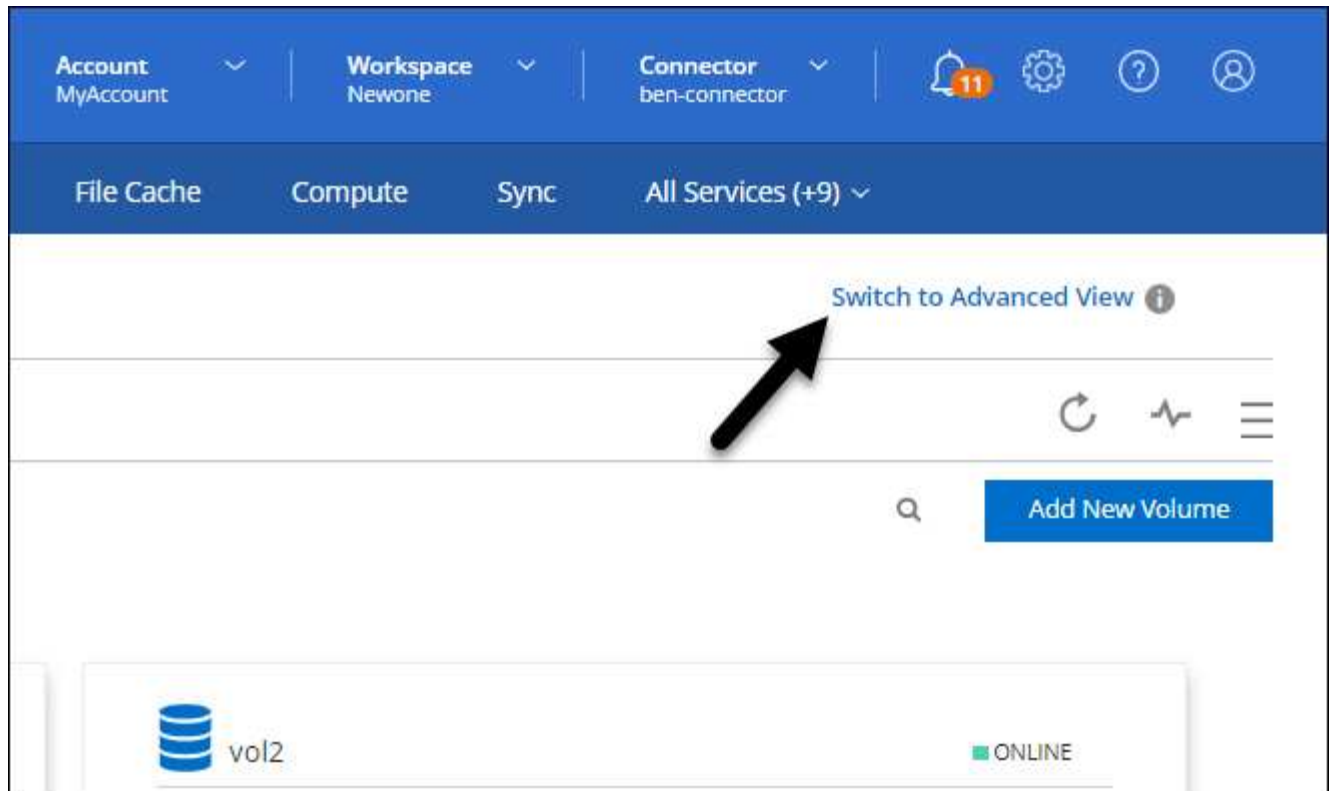 Account Workspace Connector
MyAccount Newone ben-connector 11
File Cache Compute Sync All Services (+9)
Switch to Advanced View
Add New Volume
vol2 ONLINE